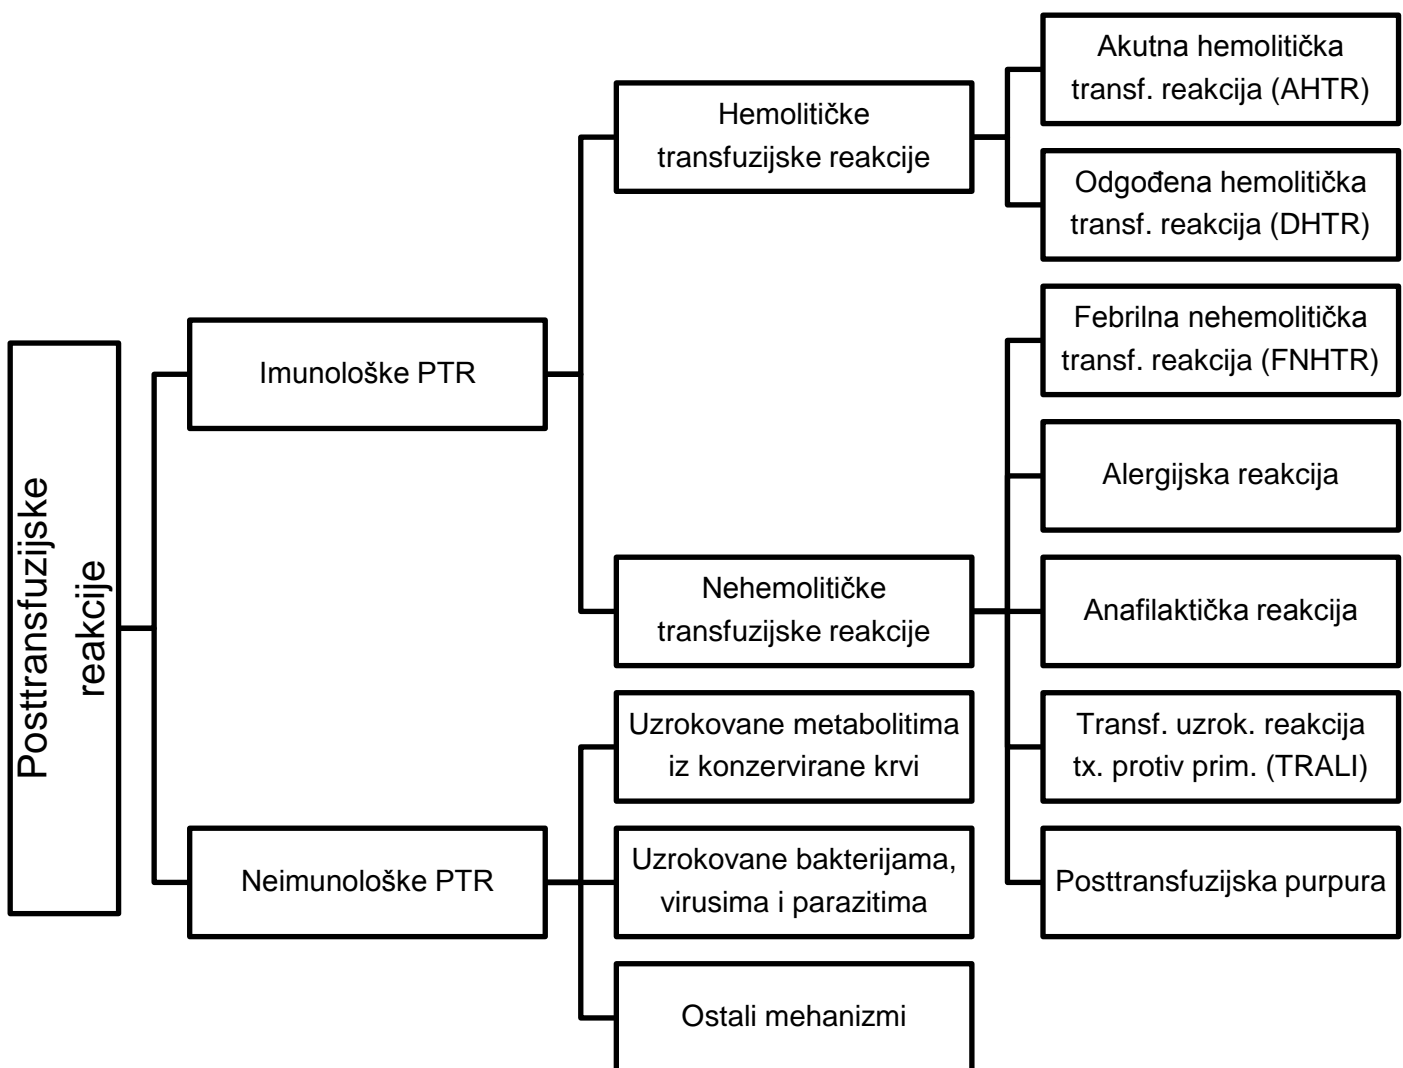 Posttransfuzijske
reakcije
Imunološke PTR
Neimunološke PTR
Hemolitičke
transfuzijske reakcije
Nehemolitičke
transfuzijske reakcije
Uzrokovane metabolitima
iz konzervirane krvi
Uzrokovane bakterijama,
virusima i parazitima
Ostali mehanizmi
Akutna hemolitička
transf. reakcija (AHTR)
Odgođena hemolitička
transf. reakcija (DHTR)
Febrilna nehemolitička
transf. reakcija (FNHTR)
Alergijska reakcija
Anafilaktička reakcija
Transf. uzrok. reakcija
tx. protiv prim. (TRALI)
Posttransfuzijska purpura